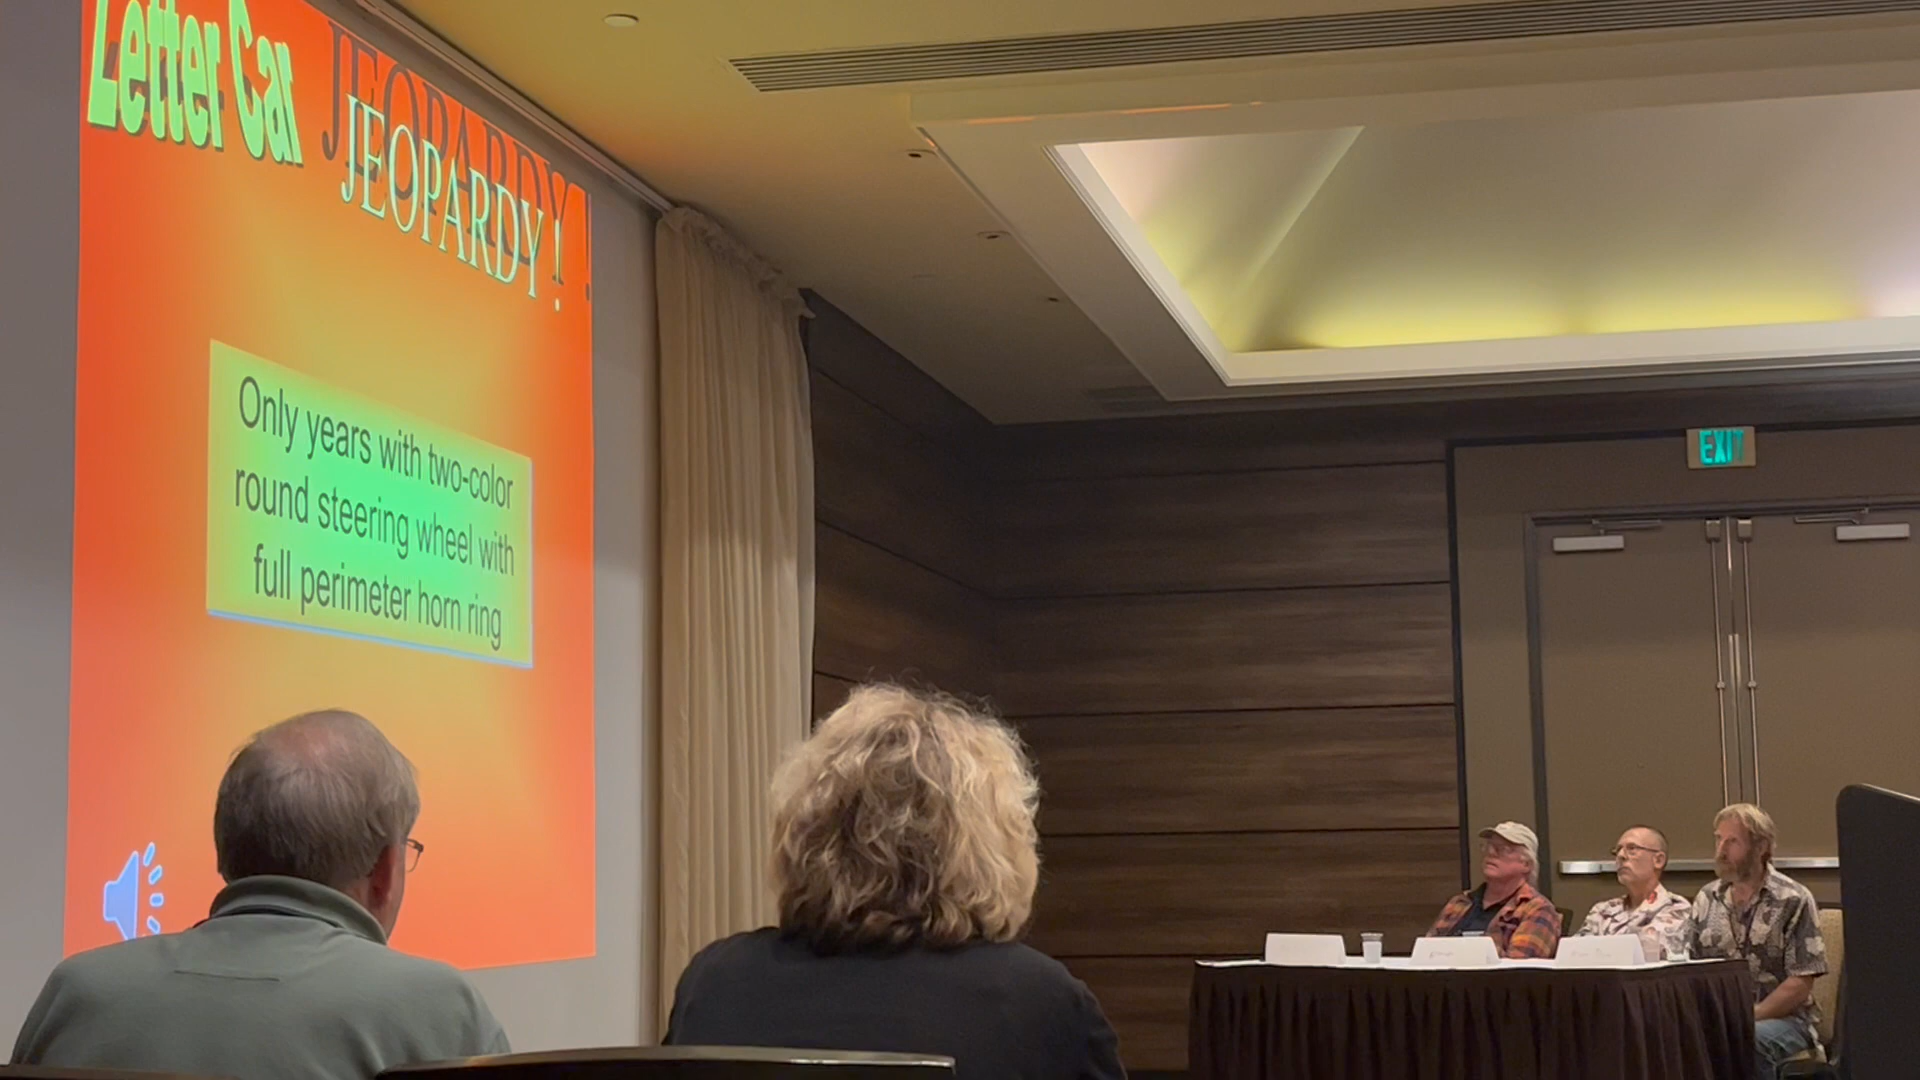 Letter Car
JEOPARDY!
Only years with two-color
round steering wheel with
full perimeter horn ring
EXIT